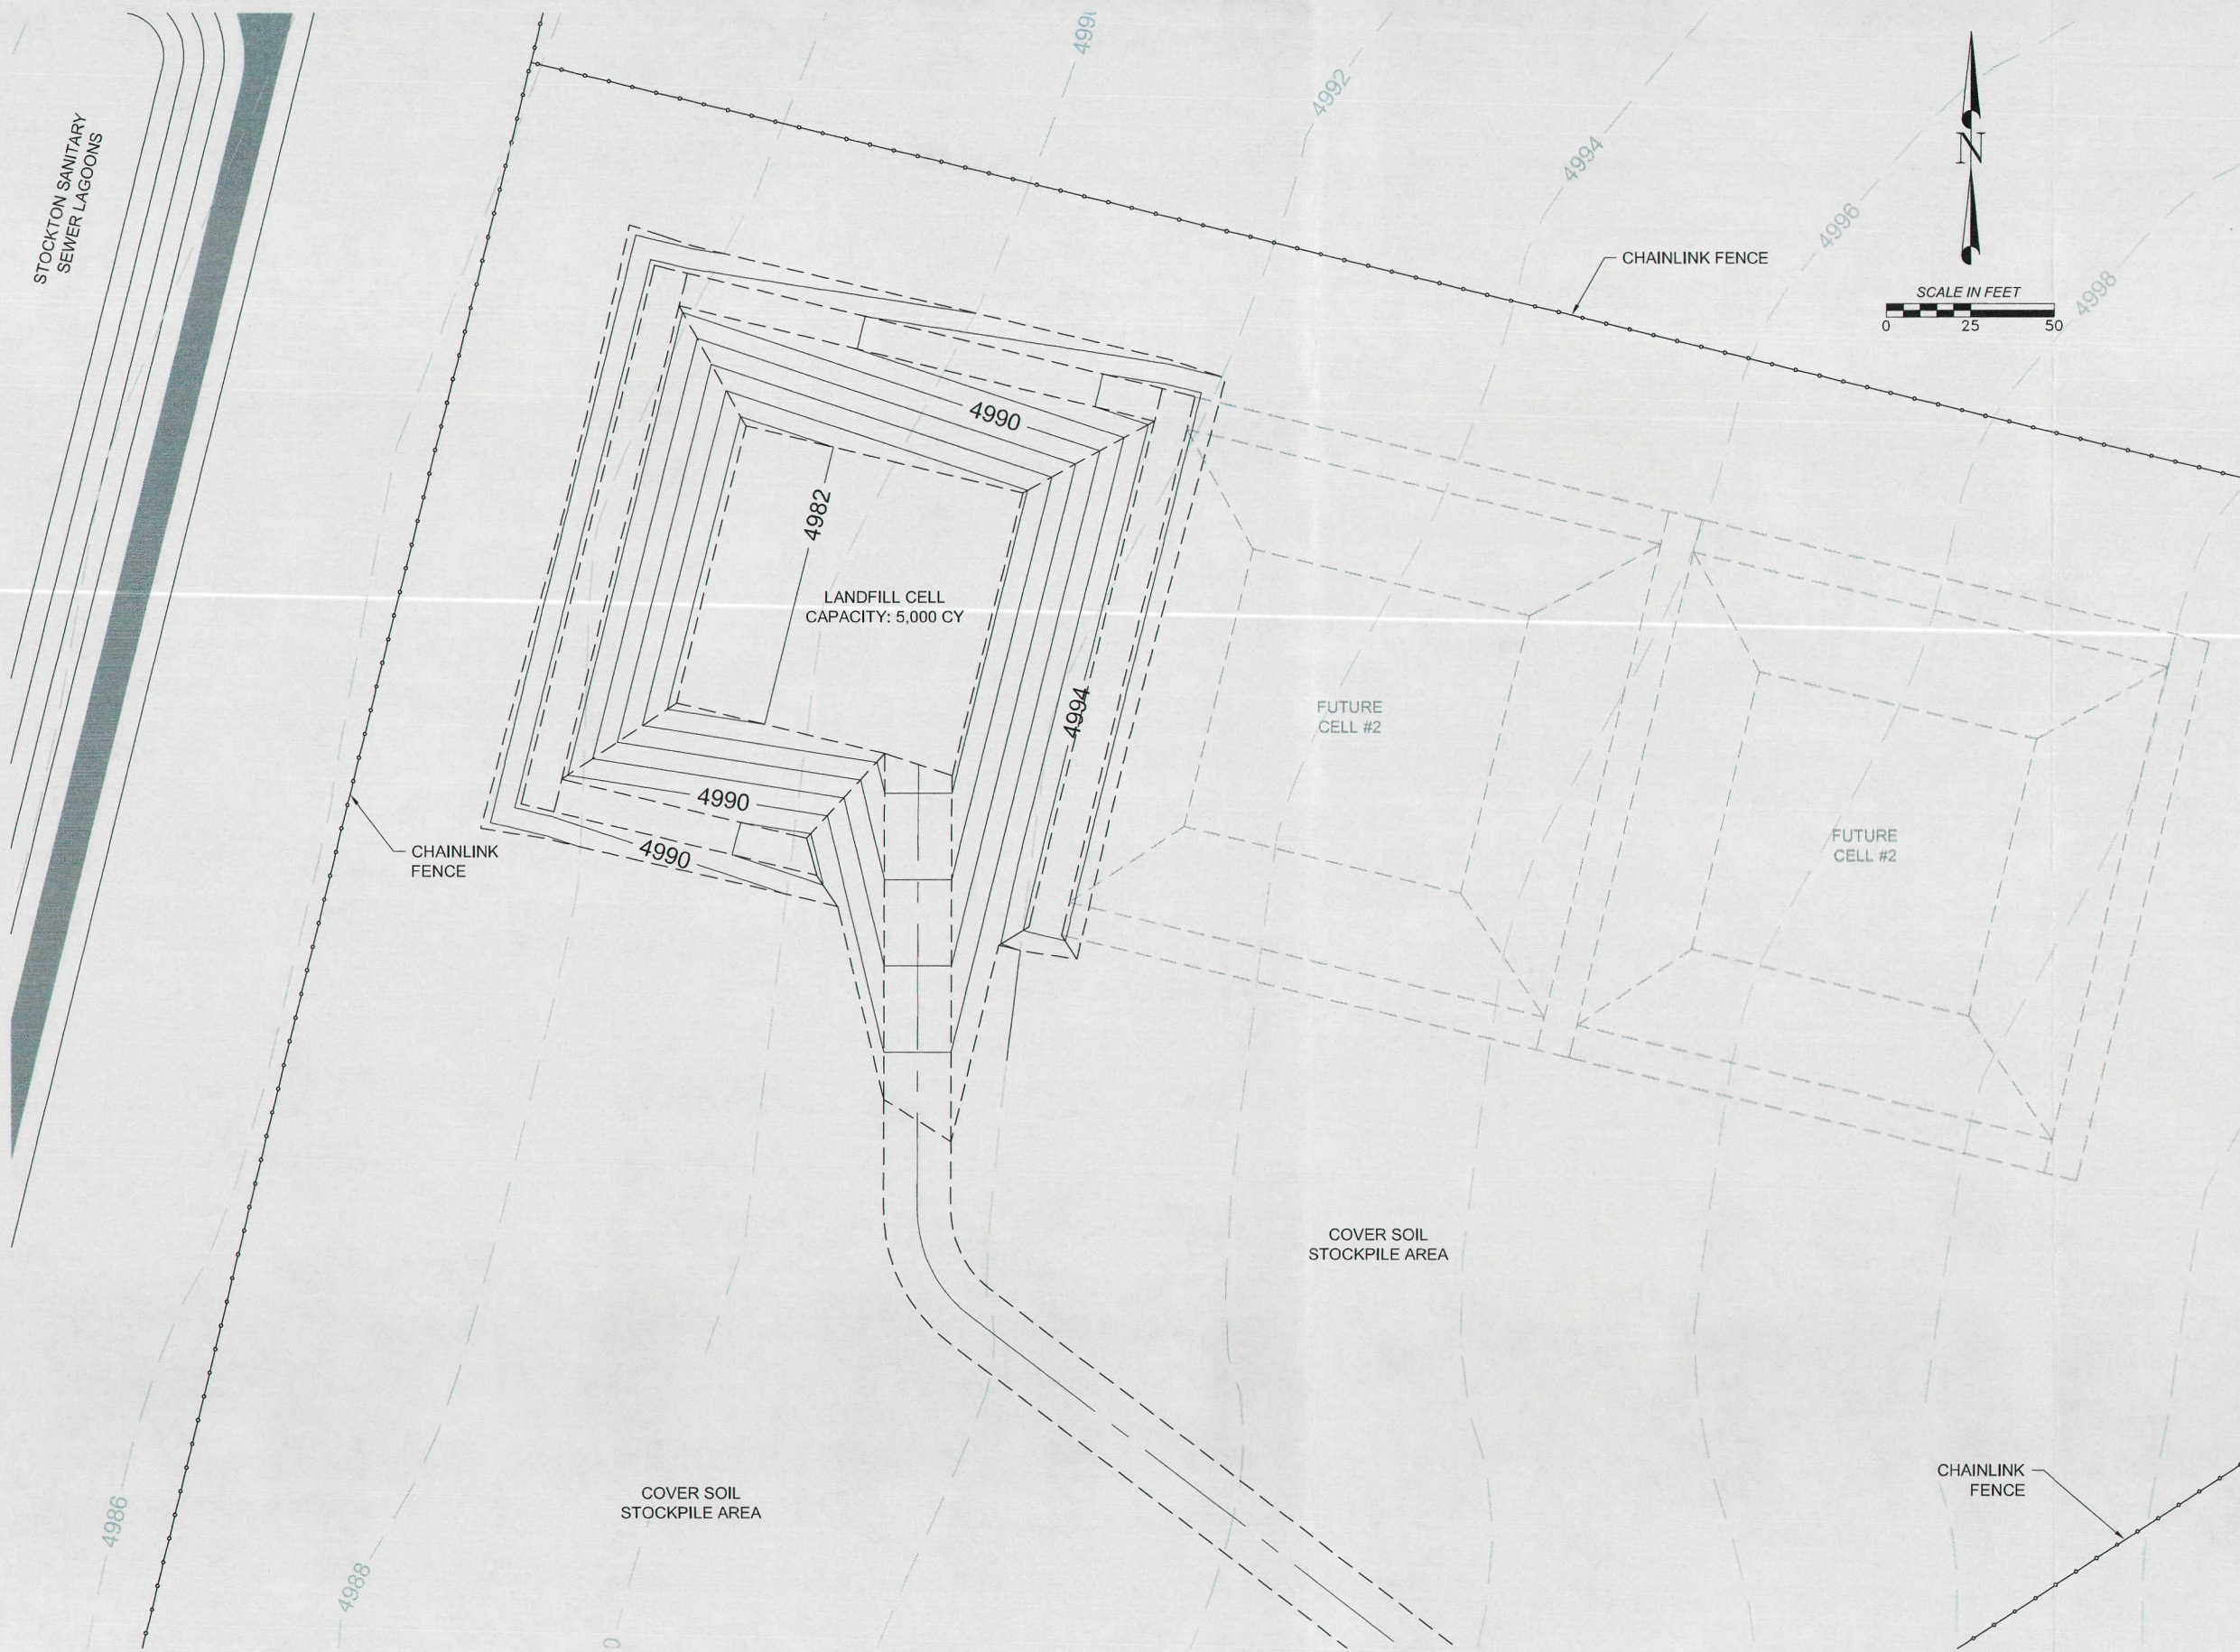 499
4992
4994
4996
4998
N
SCALE IN FEET
0 25 50
STOCKTON SANITARY
SEWER LAGOONS
CHAINLINK FENCE
4990
4982
LANDFILL CELL
CAPACITY: 5,000 CY
4994
FUTURE
CELL #2
4990
4990
CHAINLINK
FENCE
FUTURE
CELL #2
COVER SOIL
STOCKPILE AREA
COVER SOIL
STOCKPILE AREA
CHAINLINK
FENCE
4986
4988
0